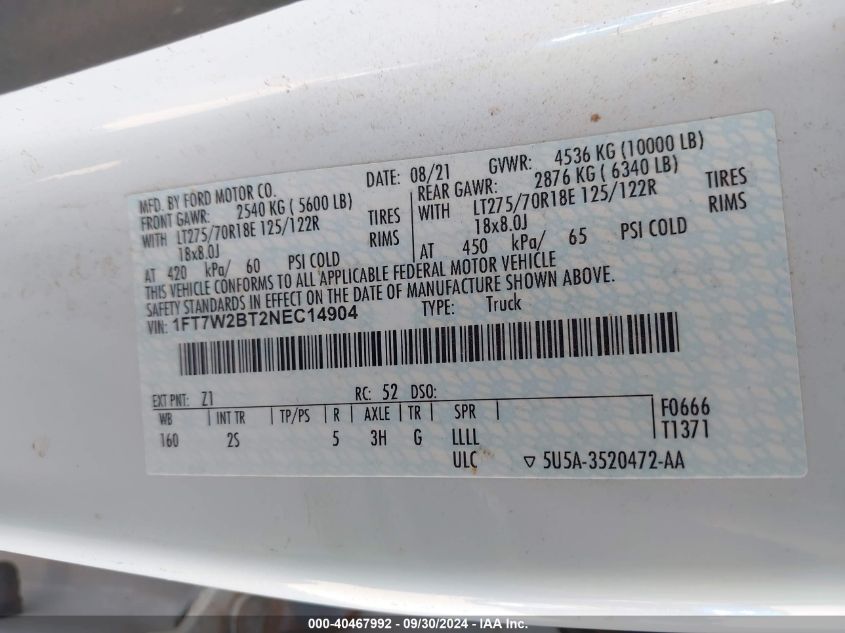 MFD. BY FORD MOTOR CO. DATE: 08/21 GVWR: 4536 KG (10000 LB)
FRONT GAWR: 2540 KG ( 5600 LB) REAR GAWR: 2876 KG ( 6340 LB)
WITH LT275/70R18E 125/122R TIRES WITH LT275/70R18E 125/122R TIRES
18x8.0J RIMS 18x8.0J RIMS
AT 420 kPa/ 60 PSI COLD AT 450 kPa/ 65 PSI COLD
THIS VEHICLE CONFORMS TO ALL APPLICABLE FEDERAL MOTOR VEHICLE
SAFETY STANDARDS IN EFFECT ON THE DATE OF MANUFACTURE SHOWN ABOVE.
VIN: 1FT7W2BT2NEC14904 TYPE: Truck
EXT PNT: Z1 RC: 52 DSO:
WB INT TR TP/PS R AXLE TR SPR F0666
160 2S 5 3H G LLLL T1371
ULC ▽ 5U5A-3520472-AA
000-40467992 - 09/30/2024 - IAA Inc.